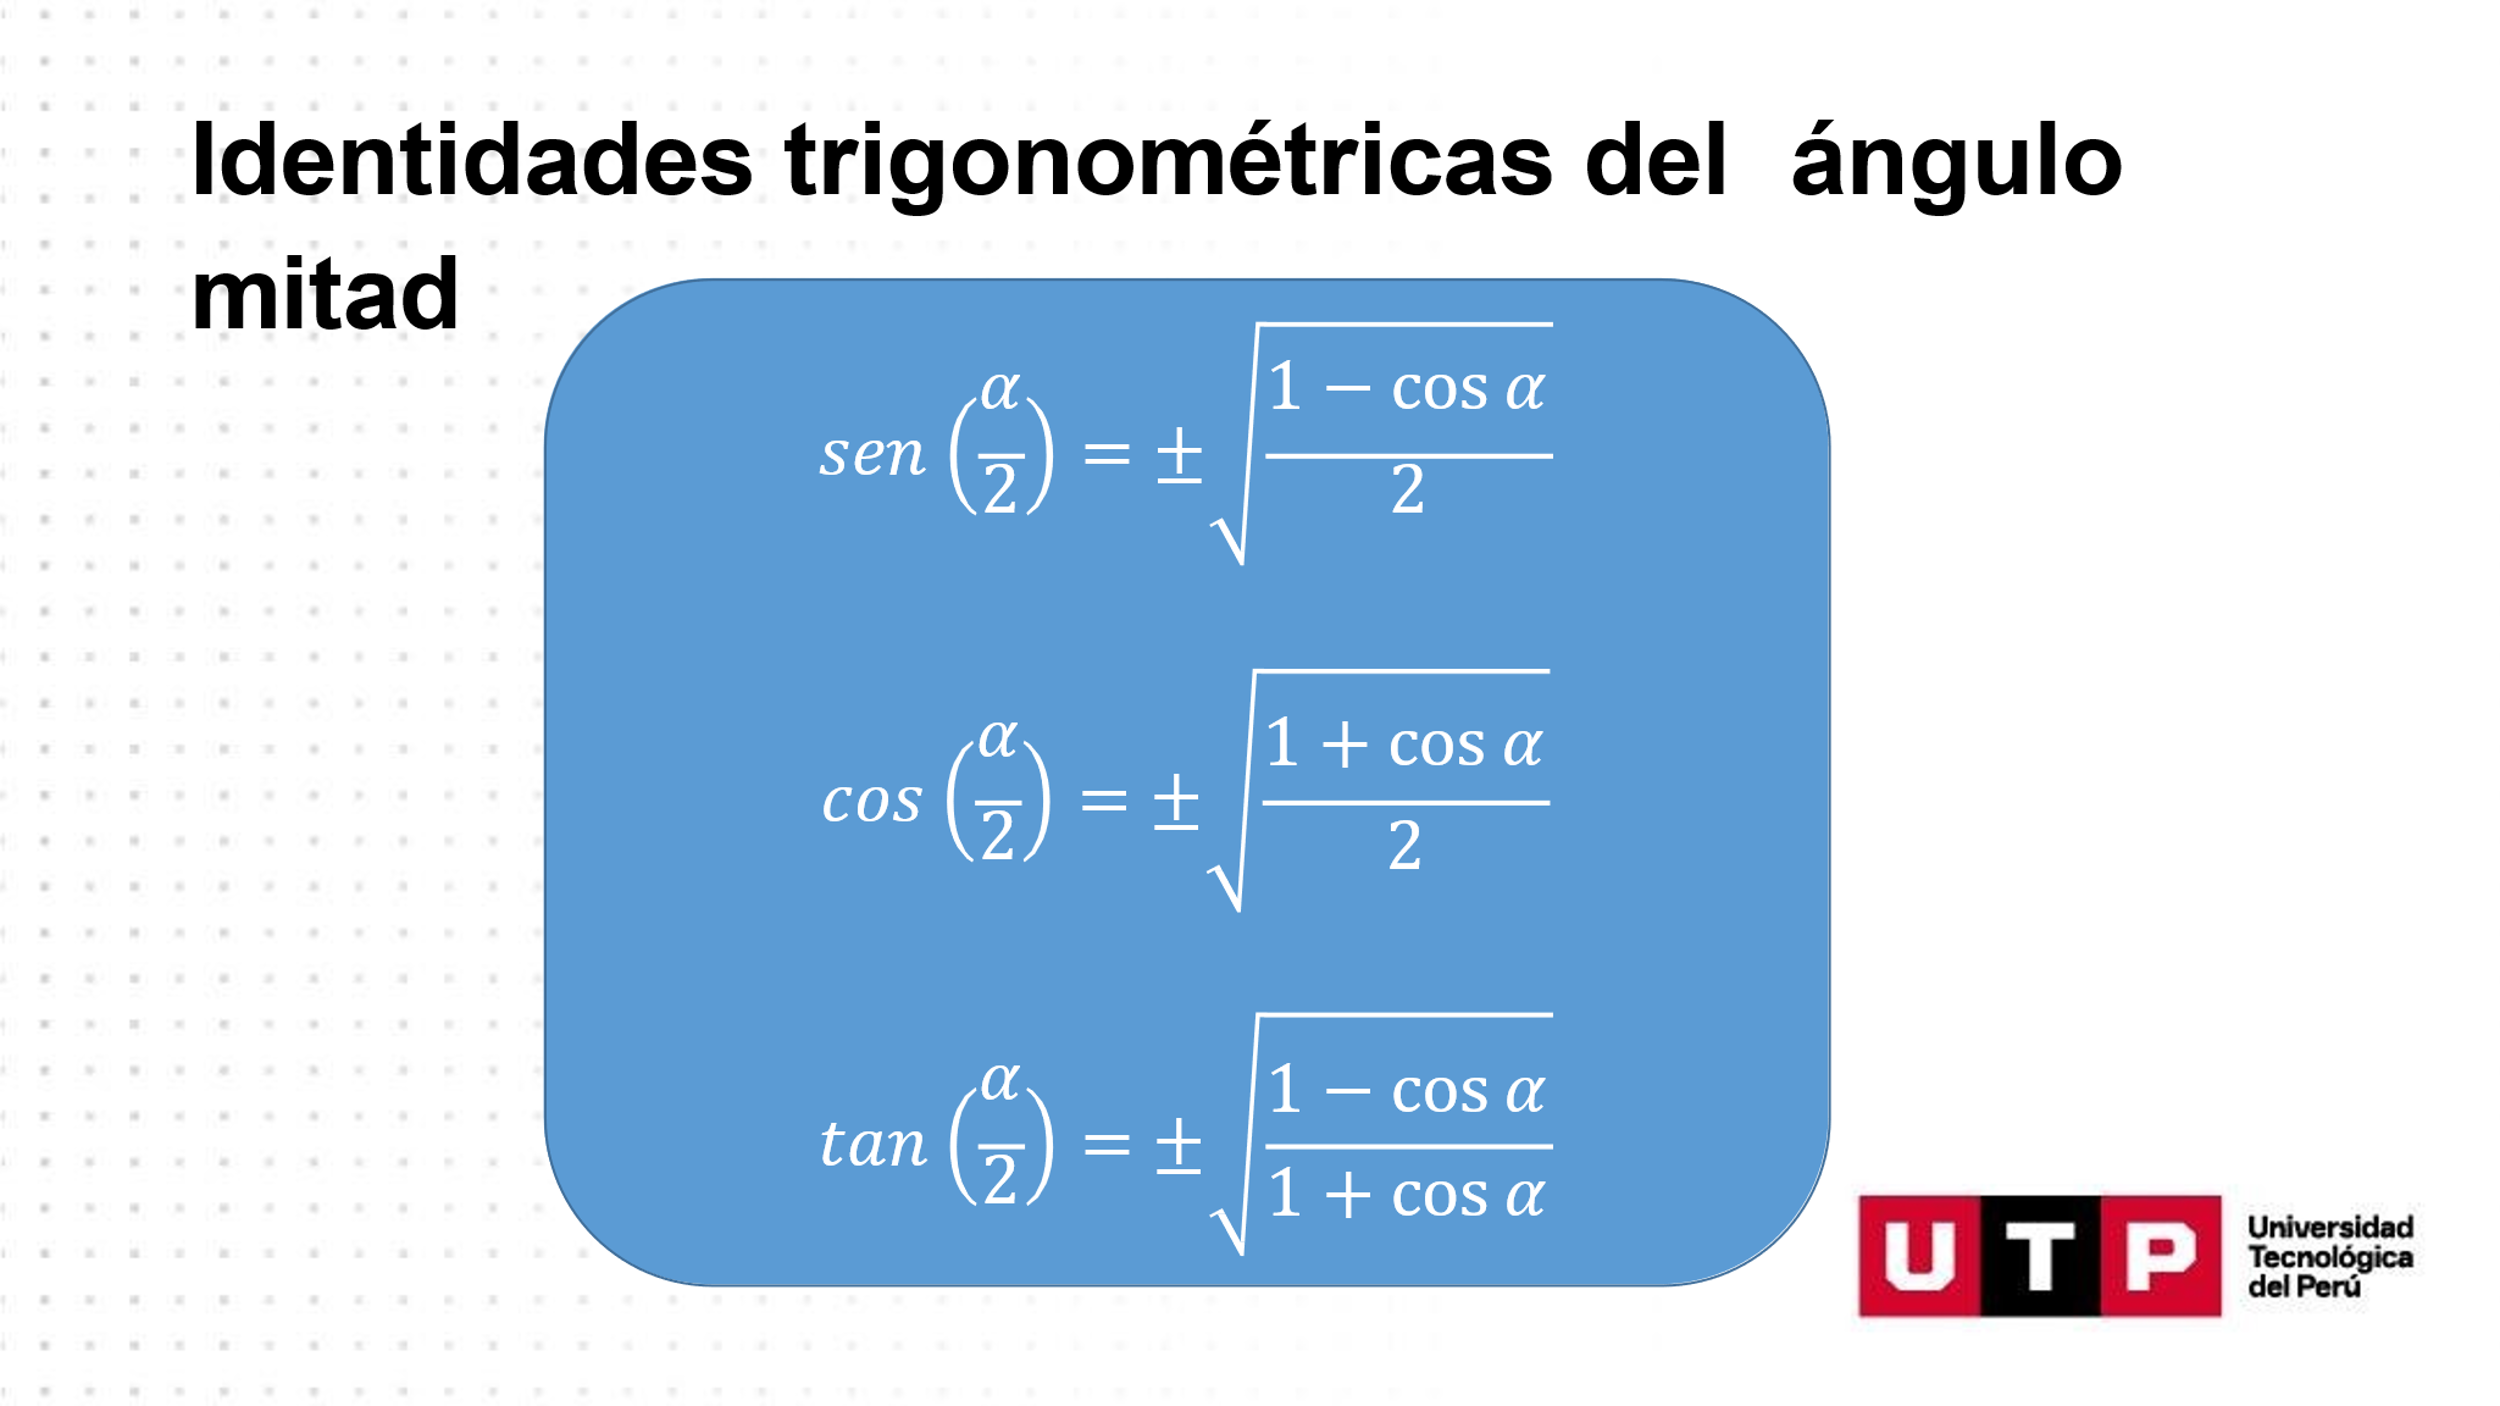 Identidades trigonométricas del ángulo
mitad
sen (α/2) = ± √((1 − cos α)/2)
cos (α/2) = ± √((1 + cos α)/2)
tan (α/2) = ± √((1 − cos α)/(1 + cos α))
UTP
Universidad
Tecnológica
del Perú